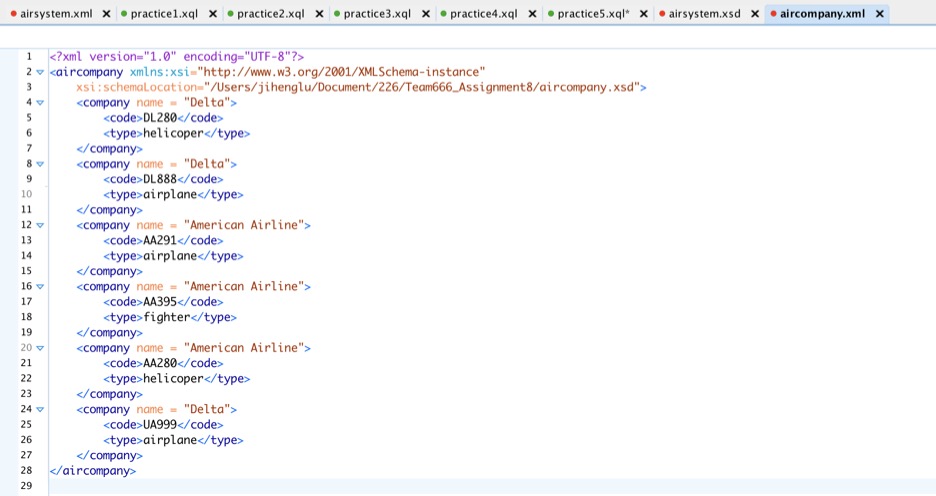 airsystem.xml × practice1.xql × practice2.xql × practice3.xql × practice4.xql × practice5.xql* × airsystem.xsd × aircompany.xml ×
1 <?xml version="1.0" encoding="UTF-8"?>
2 <aircompany xmlns:xsi="http://www.w3.org/2001/XMLSchema-instance"
3 xsi:schemaLocation="/Users/jihenglu/Document/226/Team666_Assignment8/aircompany.xsd">
4 <company name = "Delta">
5 <code>DL280</code>
6 <type>helicoper</type>
7 </company>
8 <company name = "Delta">
9 <code>DL888</code>
10 <type>airplane</type>
11 </company>
12 <company name = "American Airline">
13 <code>AA291</code>
14 <type>airplane</type>
15 </company>
16 <company name = "American Airline">
17 <code>AA395</code>
18 <type>fighter</type>
19 </company>
20 <company name = "American Airline">
21 <code>AA280</code>
22 <type>helicoper</type>
23 </company>
24 <company name = "Delta">
25 <code>UA999</code>
26 <type>airplane</type>
27 </company>
28 </aircompany>
29